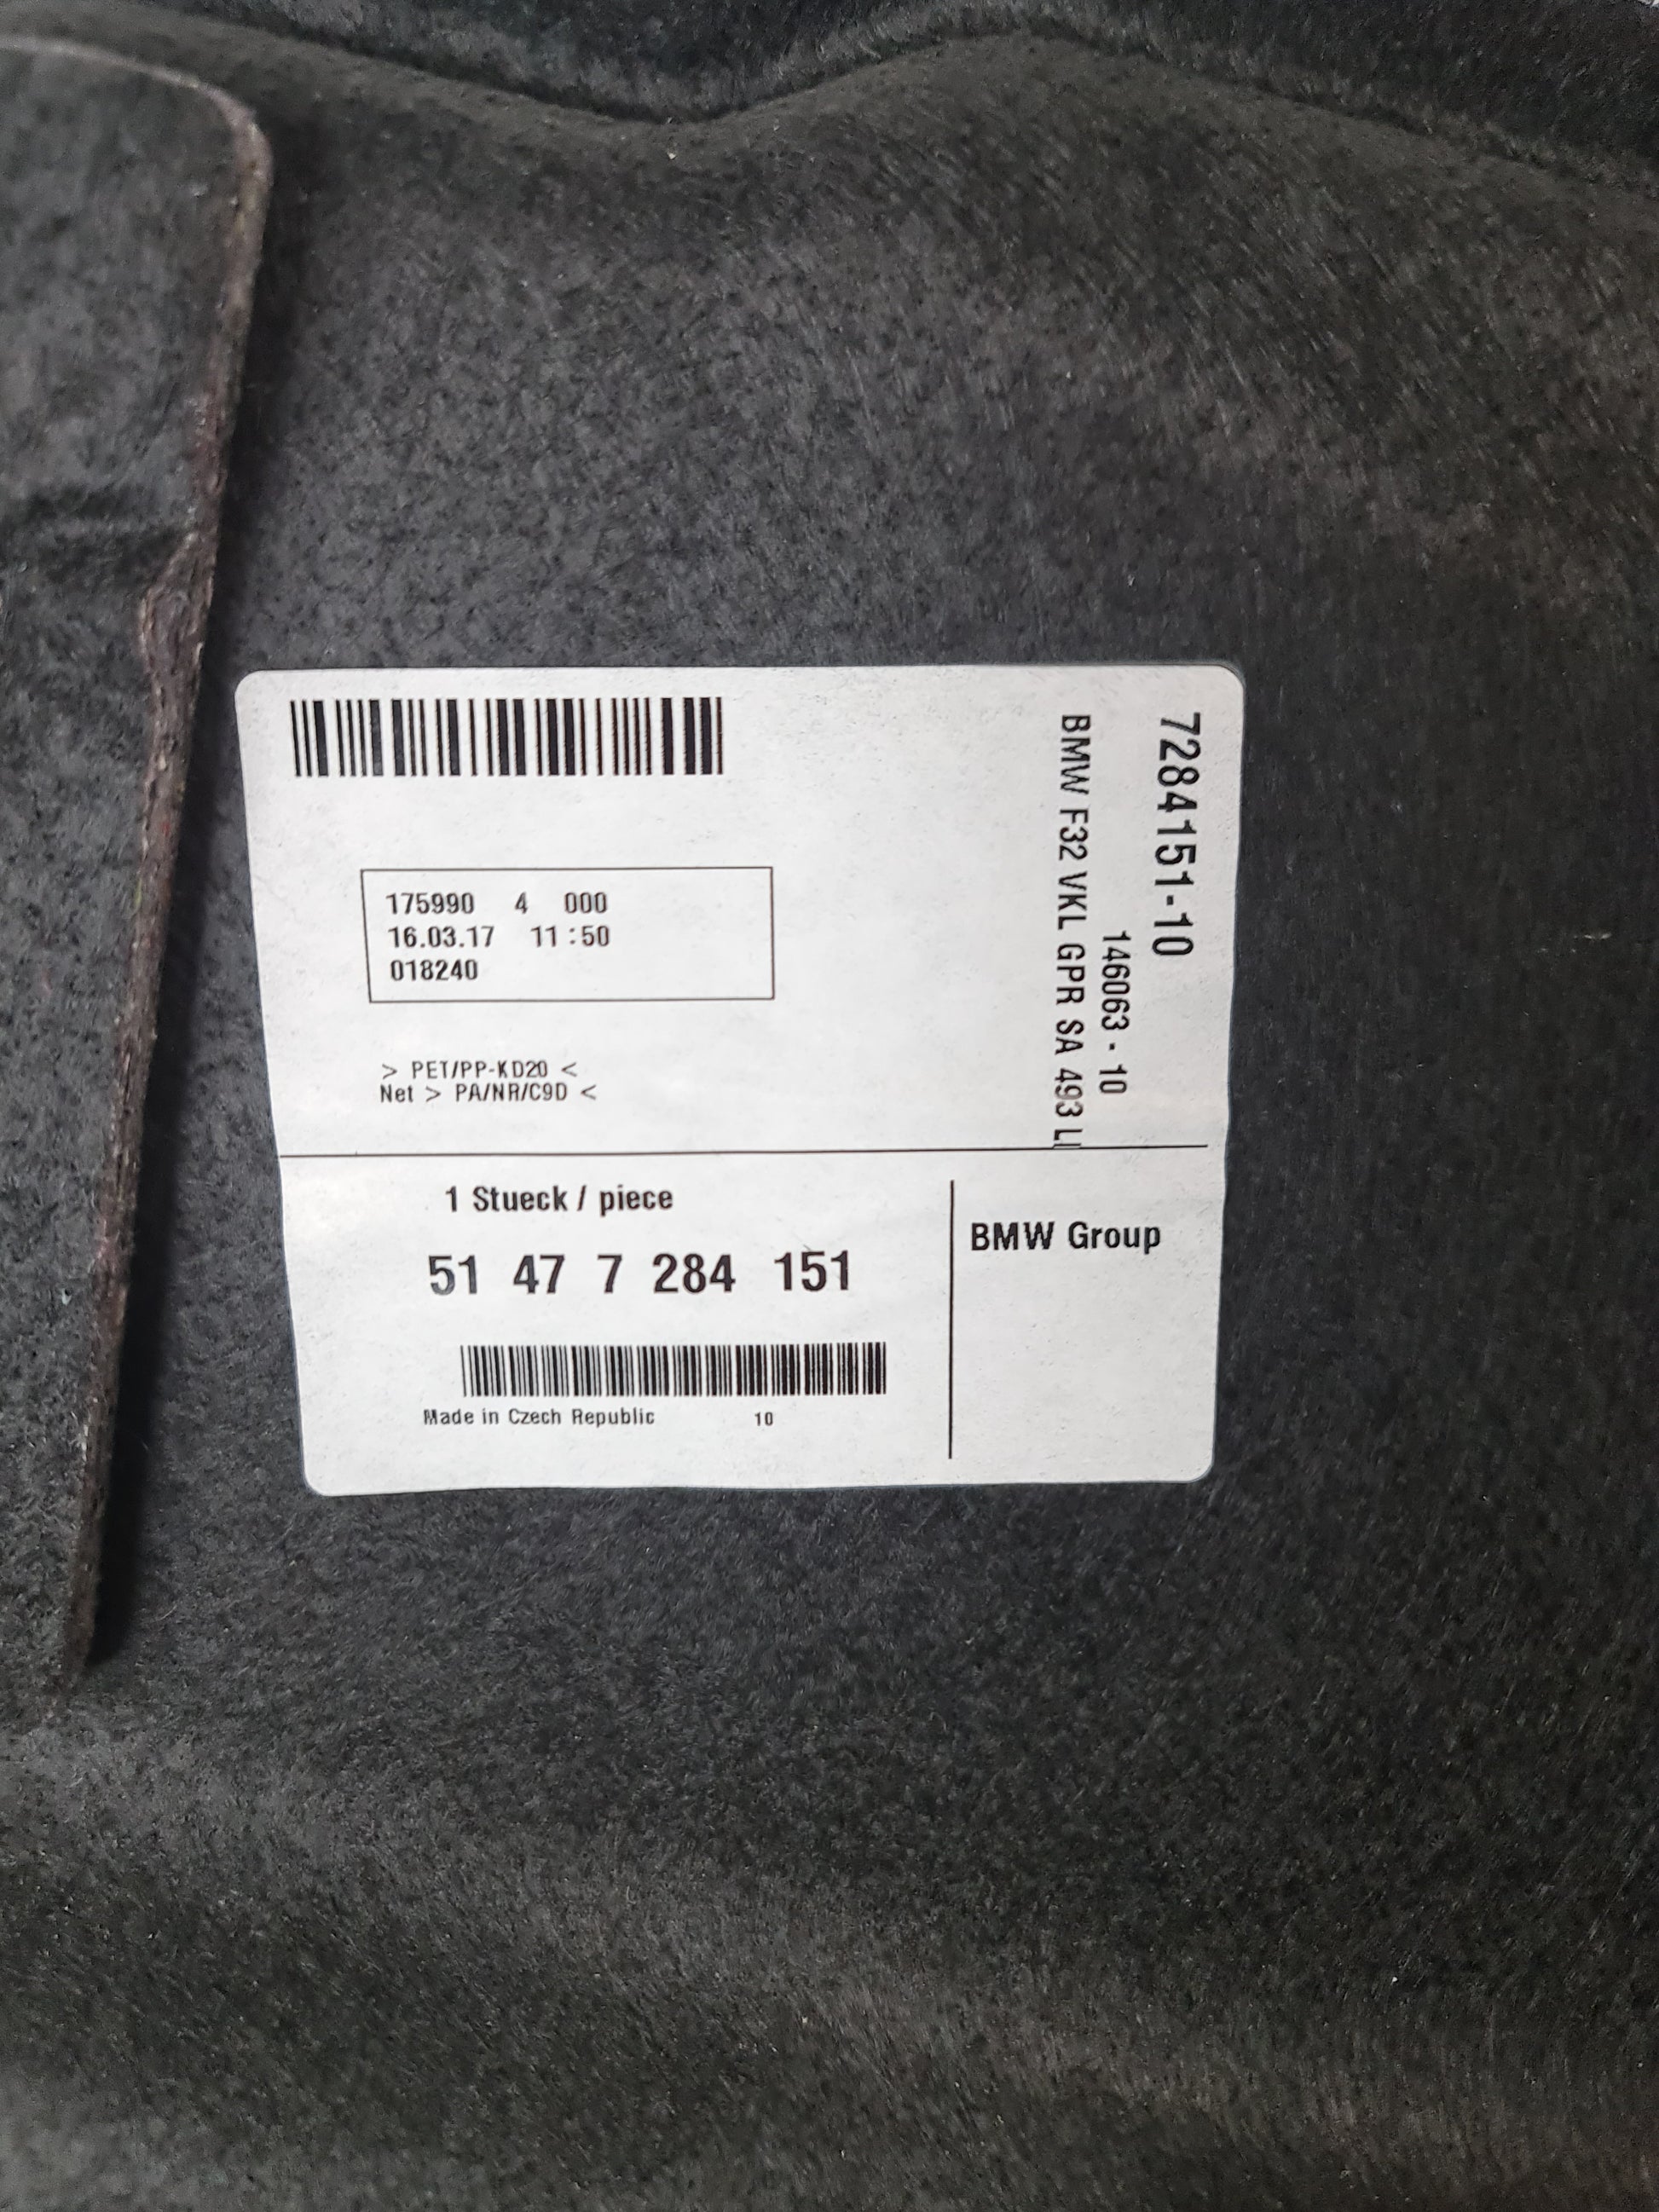 175990 4 000
16.03.17 11:50
018240
> PET/PP-KD20 <
Net > PA/NR/C9D <
7284151-10
146063 - 10
BMW F32 VKL GPR SA 493 LI
1 Stueck / piece
51 47 7 284 151
Made in Czech Republic 10
BMW Group